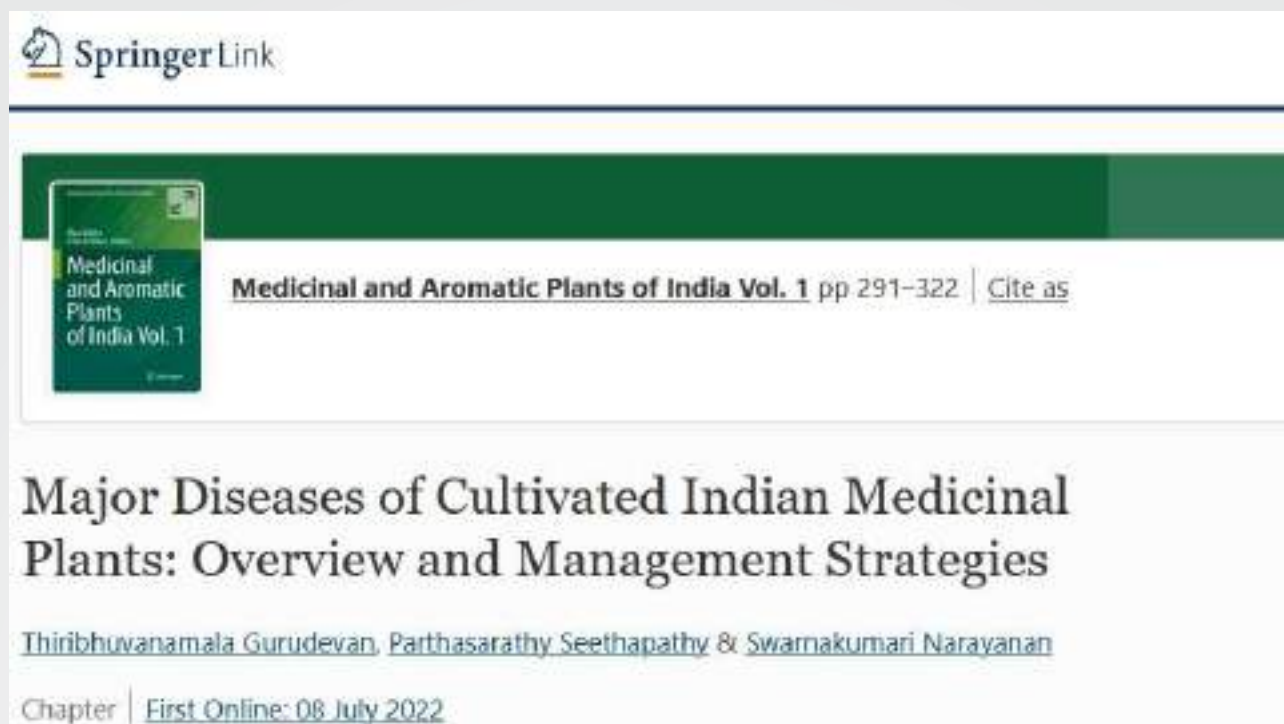 Springer Link
Medicinal
and Aromatic
Plants
of India Vol. 1
Medicinal and Aromatic Plants of India Vol. 1 pp 291–322 | Cite as
Major Diseases of Cultivated Indian Medicinal
Plants: Overview and Management Strategies
Thiribhuvanamala Gurudevan, Parthasarathy Seethapathy & Swarnakumari Narayanan
Chapter | First Online: 08 July 2022